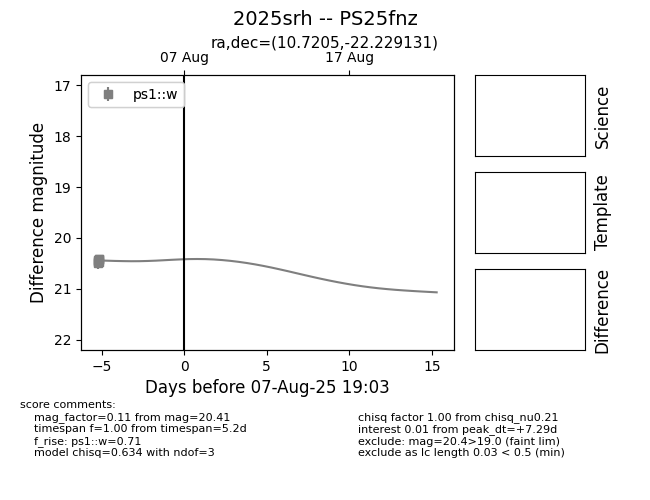 2025srh -- PS25fnz
ra,dec=(10.7205,-22.229131)
07 Aug 17 Aug
ps1::w
17
18
19
20
21
22
Difference magnitude
−5 0 5 10 15
Days before 07-Aug-25 19:03
Science
Template
Difference
score comments:
mag_factor=0.11 from mag=20.41
timespan f=1.00 from timespan=5.2d
f_rise: ps1::w=0.71
model chisq=0.634 with ndof=3
chisq factor 1.00 from chisq_nu0.21
interest 0.01 from peak_dt=+7.29d
exclude: mag=20.4>19.0 (faint lim)
exclude as lc length 0.03 < 0.5 (min)